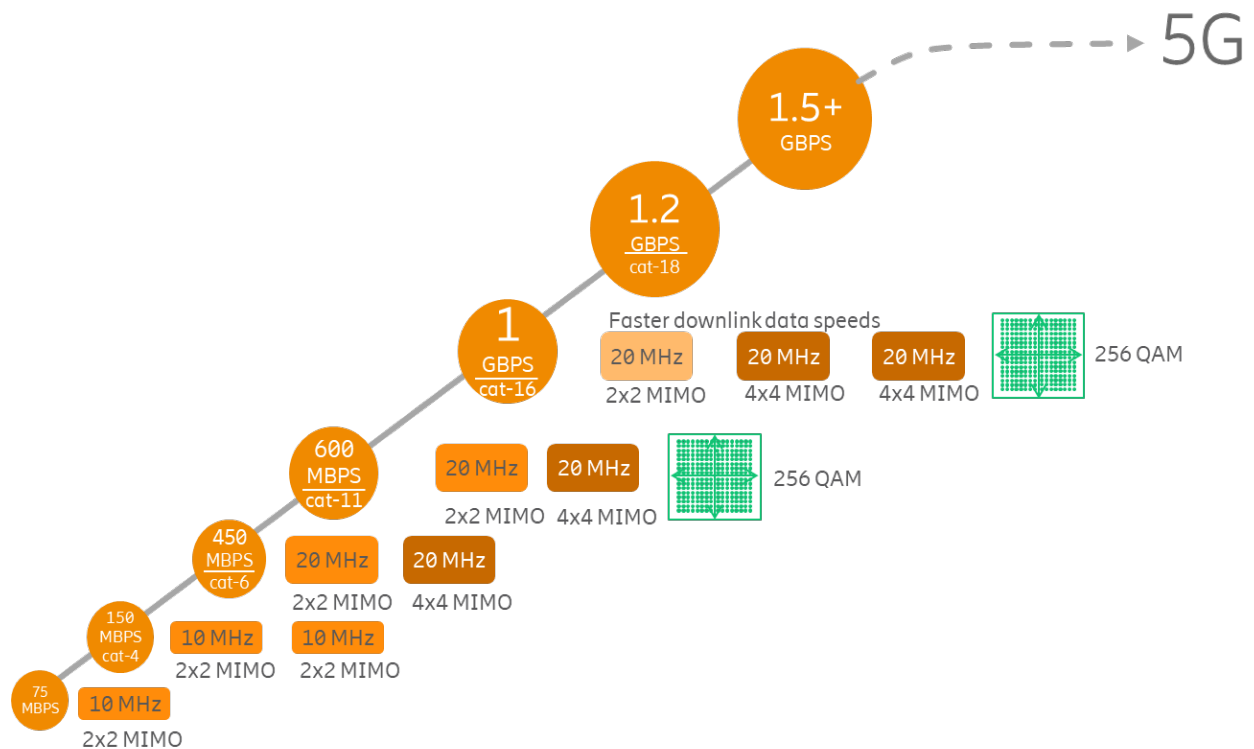 5G
1.5+
GBPS
1.2
GBPS
cat-18
1
GBPS
cat-16
Faster downlink data speeds
20 MHz
20 MHz
20 MHz
256 QAM
2x2 MIMO
4x4 MIMO
4x4 MIMO
600
MBPS
cat-11
20 MHz
20 MHz
256 QAM
2x2 MIMO
4x4 MIMO
450
MBPS
cat-6
20 MHz
20 MHz
2x2 MIMO
4x4 MIMO
150
MBPS
cat-4
10 MHz
10 MHz
2x2 MIMO
2x2 MIMO
75
MBPS
10 MHz
2x2 MIMO